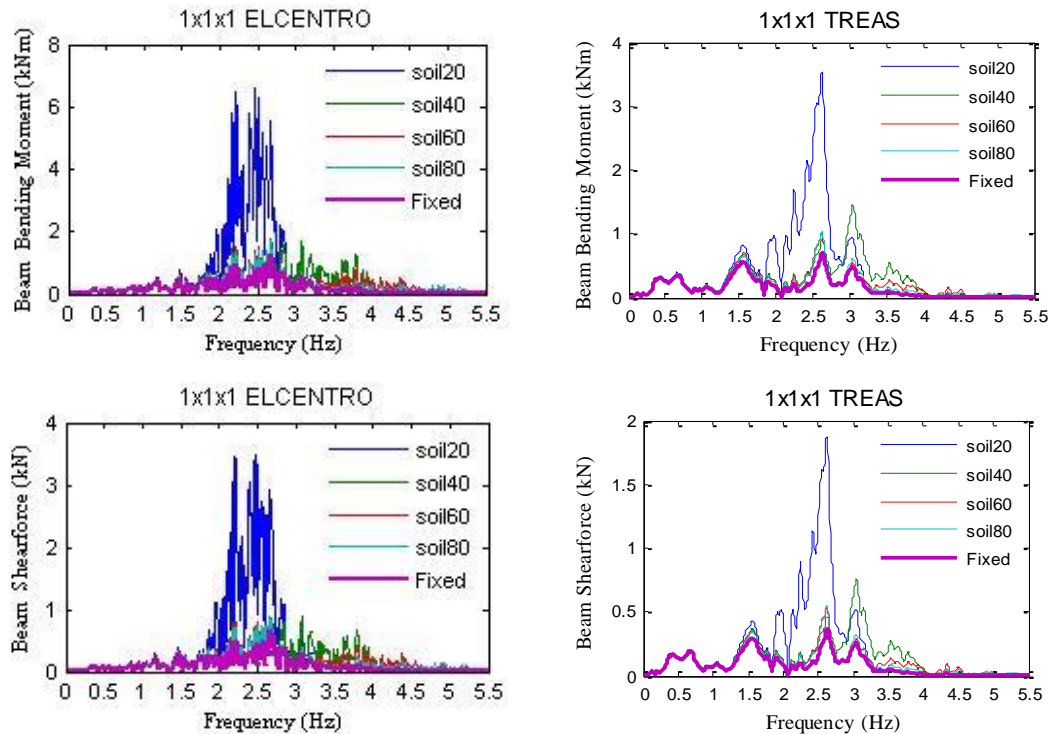 1x1x1 ELCENTRO
Beam Bending Moment (kNm)
8
6
4
2
0
soil20
soil40
soil60
soil80
Fixed
0 0.5 1 1.5 2 2.5 3 3.5 4 4.5 5 5.5
Frequency (Hz)
1x1x1 TREAS
Beam Bending Moment (kNm)
4
3
2
1
0
soil20
soil40
soil60
soil80
Fixed
0 0.5 1 1.5 2 2.5 3 3.5 4 4.5 5 5.5
Frequency (Hz)
1x1x1 ELCENTRO
Beam Shearforce (kN)
4
3
2
1
0
soil20
soil40
soil60
soil80
Fixed
0 0.5 1 1.5 2 2.5 3 3.5 4 4.5 5 5.5
Frequency (Hz)
1x1x1 TREAS
Beam Shearforce (kN)
2
1.5
1
0.5
0
soil20
soil40
soil60
soil80
Fixed
0 0.5 1 1.5 2 2.5 3 3.5 4 4.5 5 5.5
Frequency (Hz)